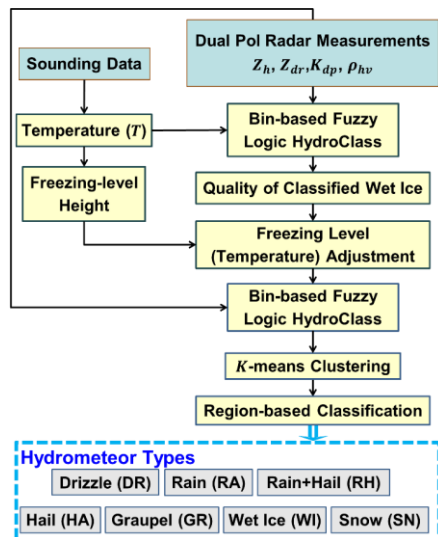 Dual Pol Radar Measurements
Sounding Data
Z_h, Z_dr, K_dp, ρ_hv
Temperature (T)
Bin-based Fuzzy
Logic HydroClass
Freezing-level
Height
Quality of Classified Wet Ice
Freezing Level
(Temperature) Adjustment
Bin-based Fuzzy
Logic HydroClass
K-means Clustering
Region-based Classification
Hydrometeor Types
Drizzle (DR) Rain (RA) Rain+Hail (RH)
Hail (HA) Graupel (GR) Wet Ice (WI) Snow (SN)